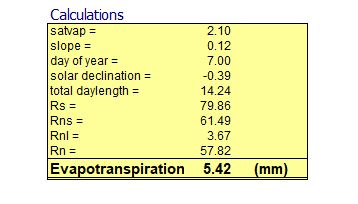 Calculations
satvap = 2.10
slope = 0.12
day of year = 7.00
solar declination = -0.39
total daylength = 14.24
Rs = 79.86
Rns = 61.49
Rnl = 3.67
Rn = 57.82
Evapotranspiration 5.42 (mm)